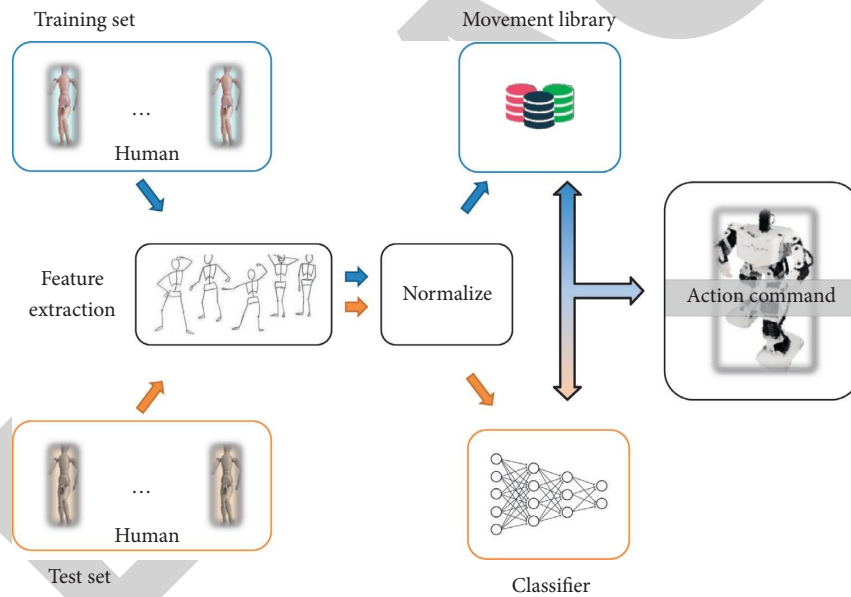 Training set
Movement library
…
Human
Feature
extraction
Normalize
Action command
…
Human
Test set
Classifier